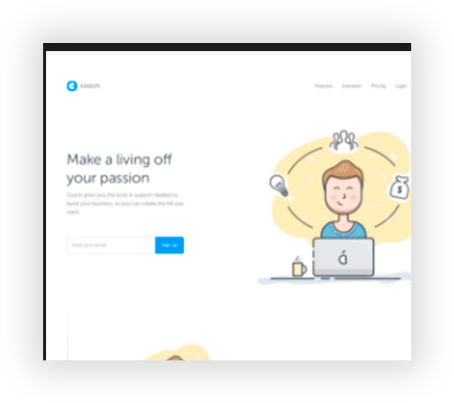 coach
Features Examples Pricing Login
Make a living off
your passion
Coach gives you the tools & support needed to
build your business, so you can create the life you
want.
Enter your email
Sign up
$